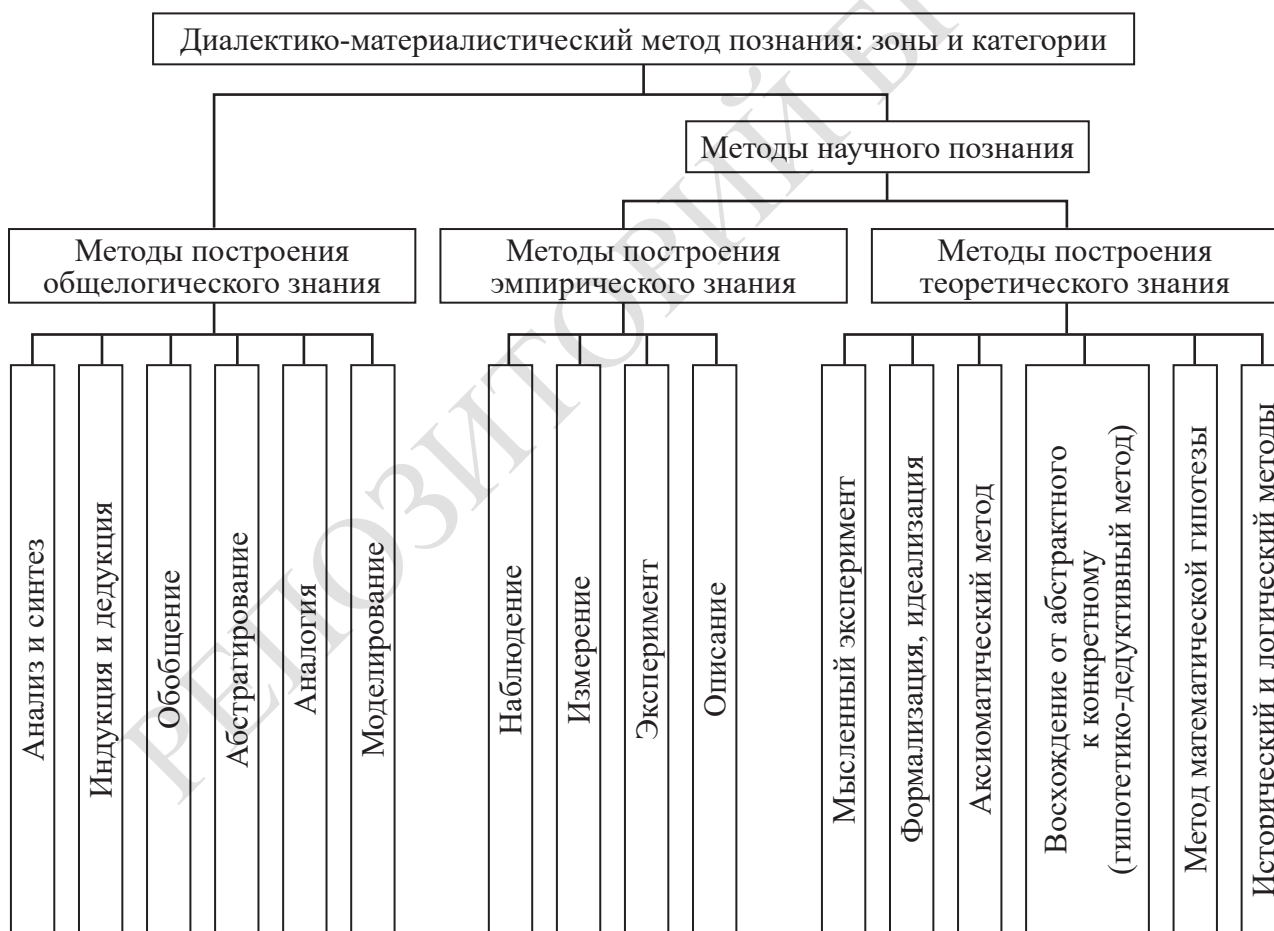 Диалектико-материалистический метод познания: зоны и категории
Методы научного познания
Методы построения
общелогического знания
Методы построения
эмпирического знания
Методы построения
теоретического знания
Анализ и синтез
Индукция и дедукция
Обобщение
Абстрагирование
Аналогия
Моделирование
Наблюдение
Измерение
Эксперимент
Описание
Мысленный эксперимент
Формализация, идеализация
Аксиоматический метод
Восхождение от абстрактного
к конкретному
(гипотетико-дедуктивный метод)
Метод математической гипотезы
Исторический и логический методы
РЕПОЗИТОРИЙ